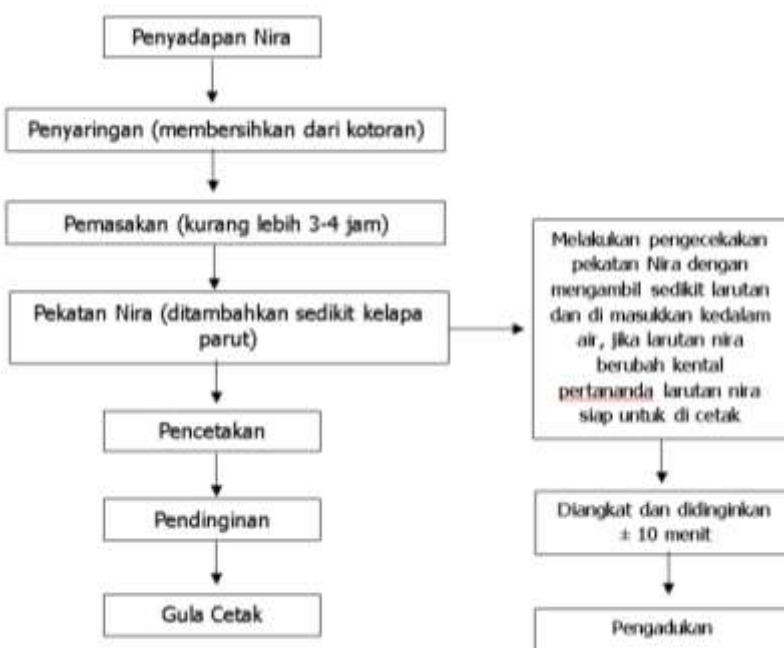 Penyadapan Nira
Penyaringan (membersihkan dari kotoran)
Pemasakan (kurang lebih 3-4 jam)
Pekatan Nira (ditambahkan sedikit kelapa
parut)
Pencetakan
Pendinginan
Gula Cetak
Melakukan pengecekakan
pekatan Nira dengan
mengambil sedikit larutan
dan di masukkan kedalam
air, jika larutan nira
berubah kental
pertananda larutan nira
siap untuk di cetak
Diangkat dan didinginkan
± 10 menit
Pengadukan